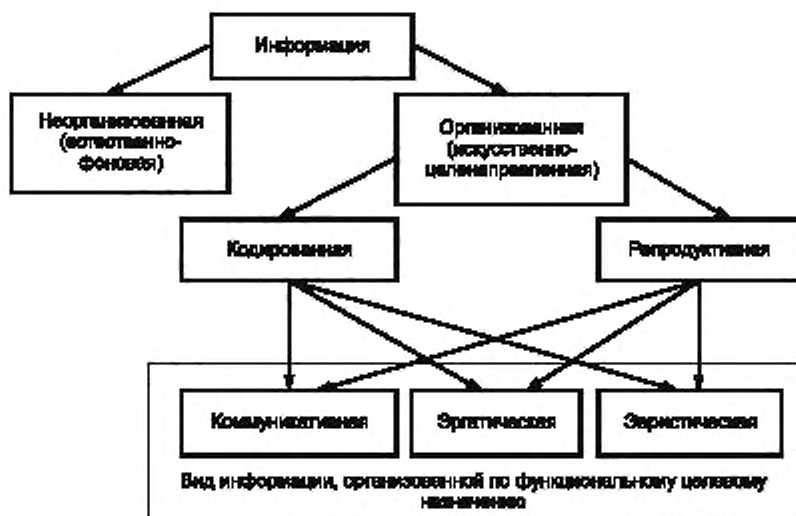 Информация
Неорганизованная
(естественно-
фоновая)
Организованная
(искусственно-
целенаправленная)
Кодированная
Репродуктивная
Коммуникативная
Эргатическая
Эвристическая
Вид информации, организованной по функциональному целевому
назначению